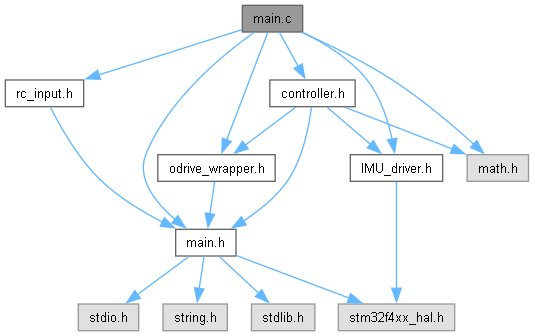 main.c
rc_input.h
controller.h
odrive_wrapper.h
IMU_driver.h
math.h
main.h
stdio.h
string.h
stdlib.h
stm32f4xx_hal.h